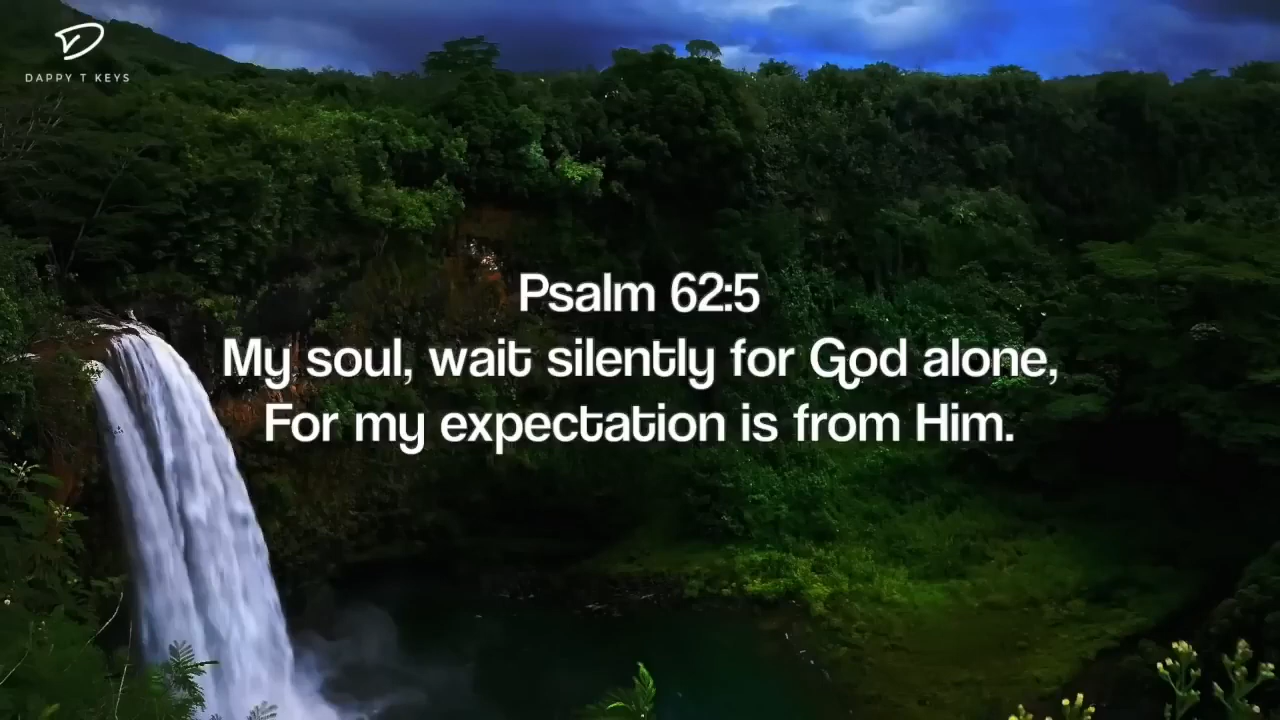 DAPPY T KEYS
Psalm 62:5
My soul, wait silently for God alone,
For my expectation is from Him.